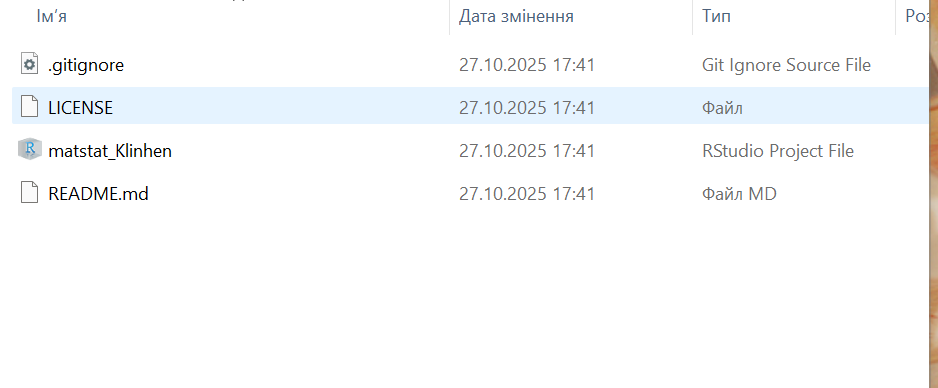 Ім’я Дата змінення Тип Роз
.gitignore 27.10.2025 17:41 Git Ignore Source File
LICENSE 27.10.2025 17:41 Файл
matstat_Klinhen 27.10.2025 17:41 RStudio Project File
README.md 27.10.2025 17:41 Файл MD